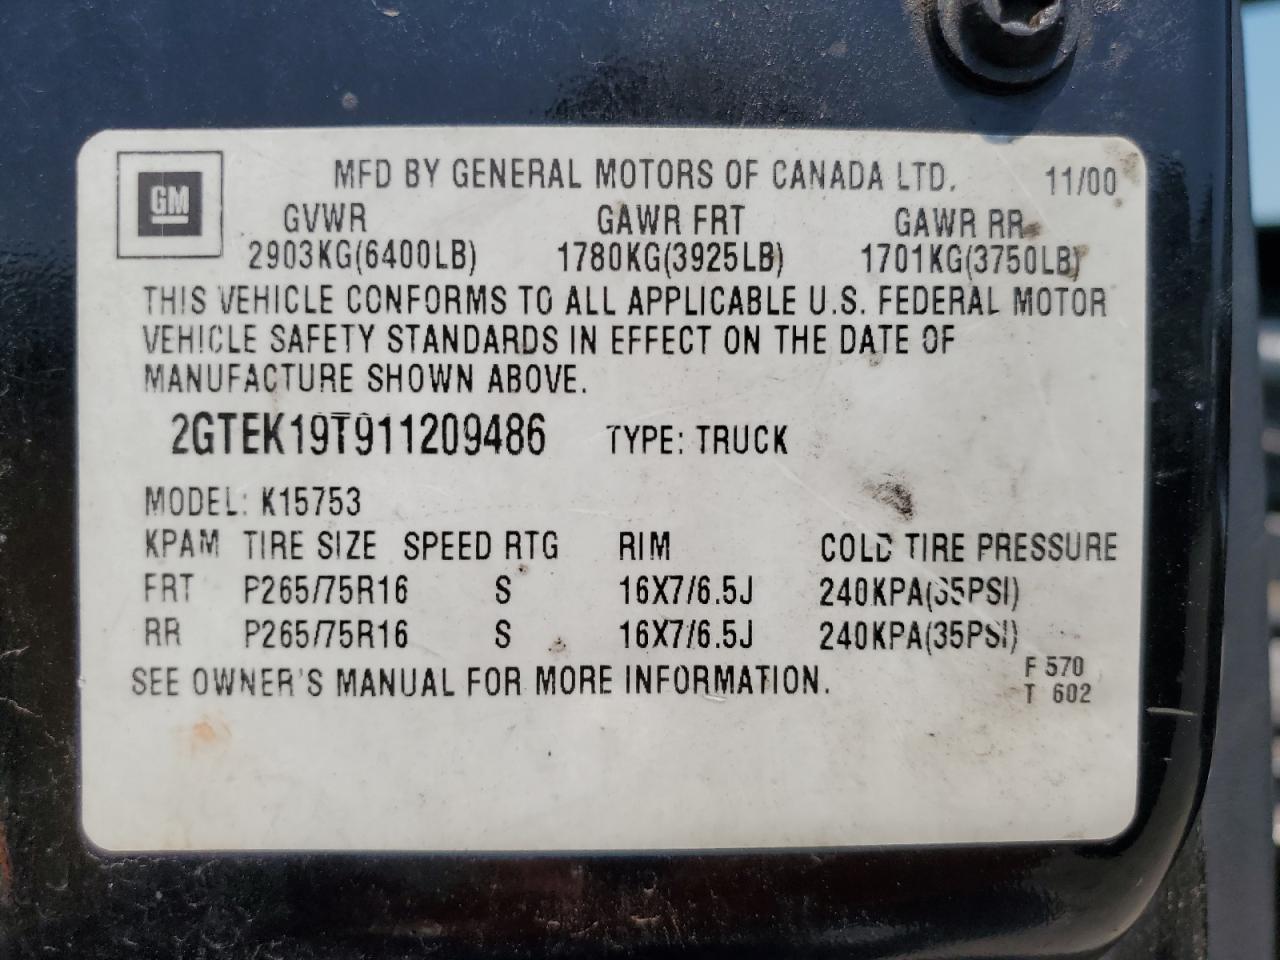 GM
MFD BY GENERAL MOTORS OF CANADA LTD. 11/00
GVWR GAWR FRT GAWR RR
2903KG(6400LB) 1780KG(3925LB) 1701KG(3750LB)
THIS VEHICLE CONFORMS TO ALL APPLICABLE U.S. FEDERAL MOTOR
VEHICLE SAFETY STANDARDS IN EFFECT ON THE DATE OF
MANUFACTURE SHOWN ABOVE.
2GTEK19T911209486 TYPE: TRUCK
MODEL: K15753
KPAM TIRE SIZE SPEED RTG RIM COLD TIRE PRESSURE
FRT P265/75R16 S 16X7/6.5J 240KPA(35PSI)
RR P265/75R16 S 16X7/6.5J 240KPA(35PSI)
SEE OWNER'S MANUAL FOR MORE INFORMATION.
F 570
T 602